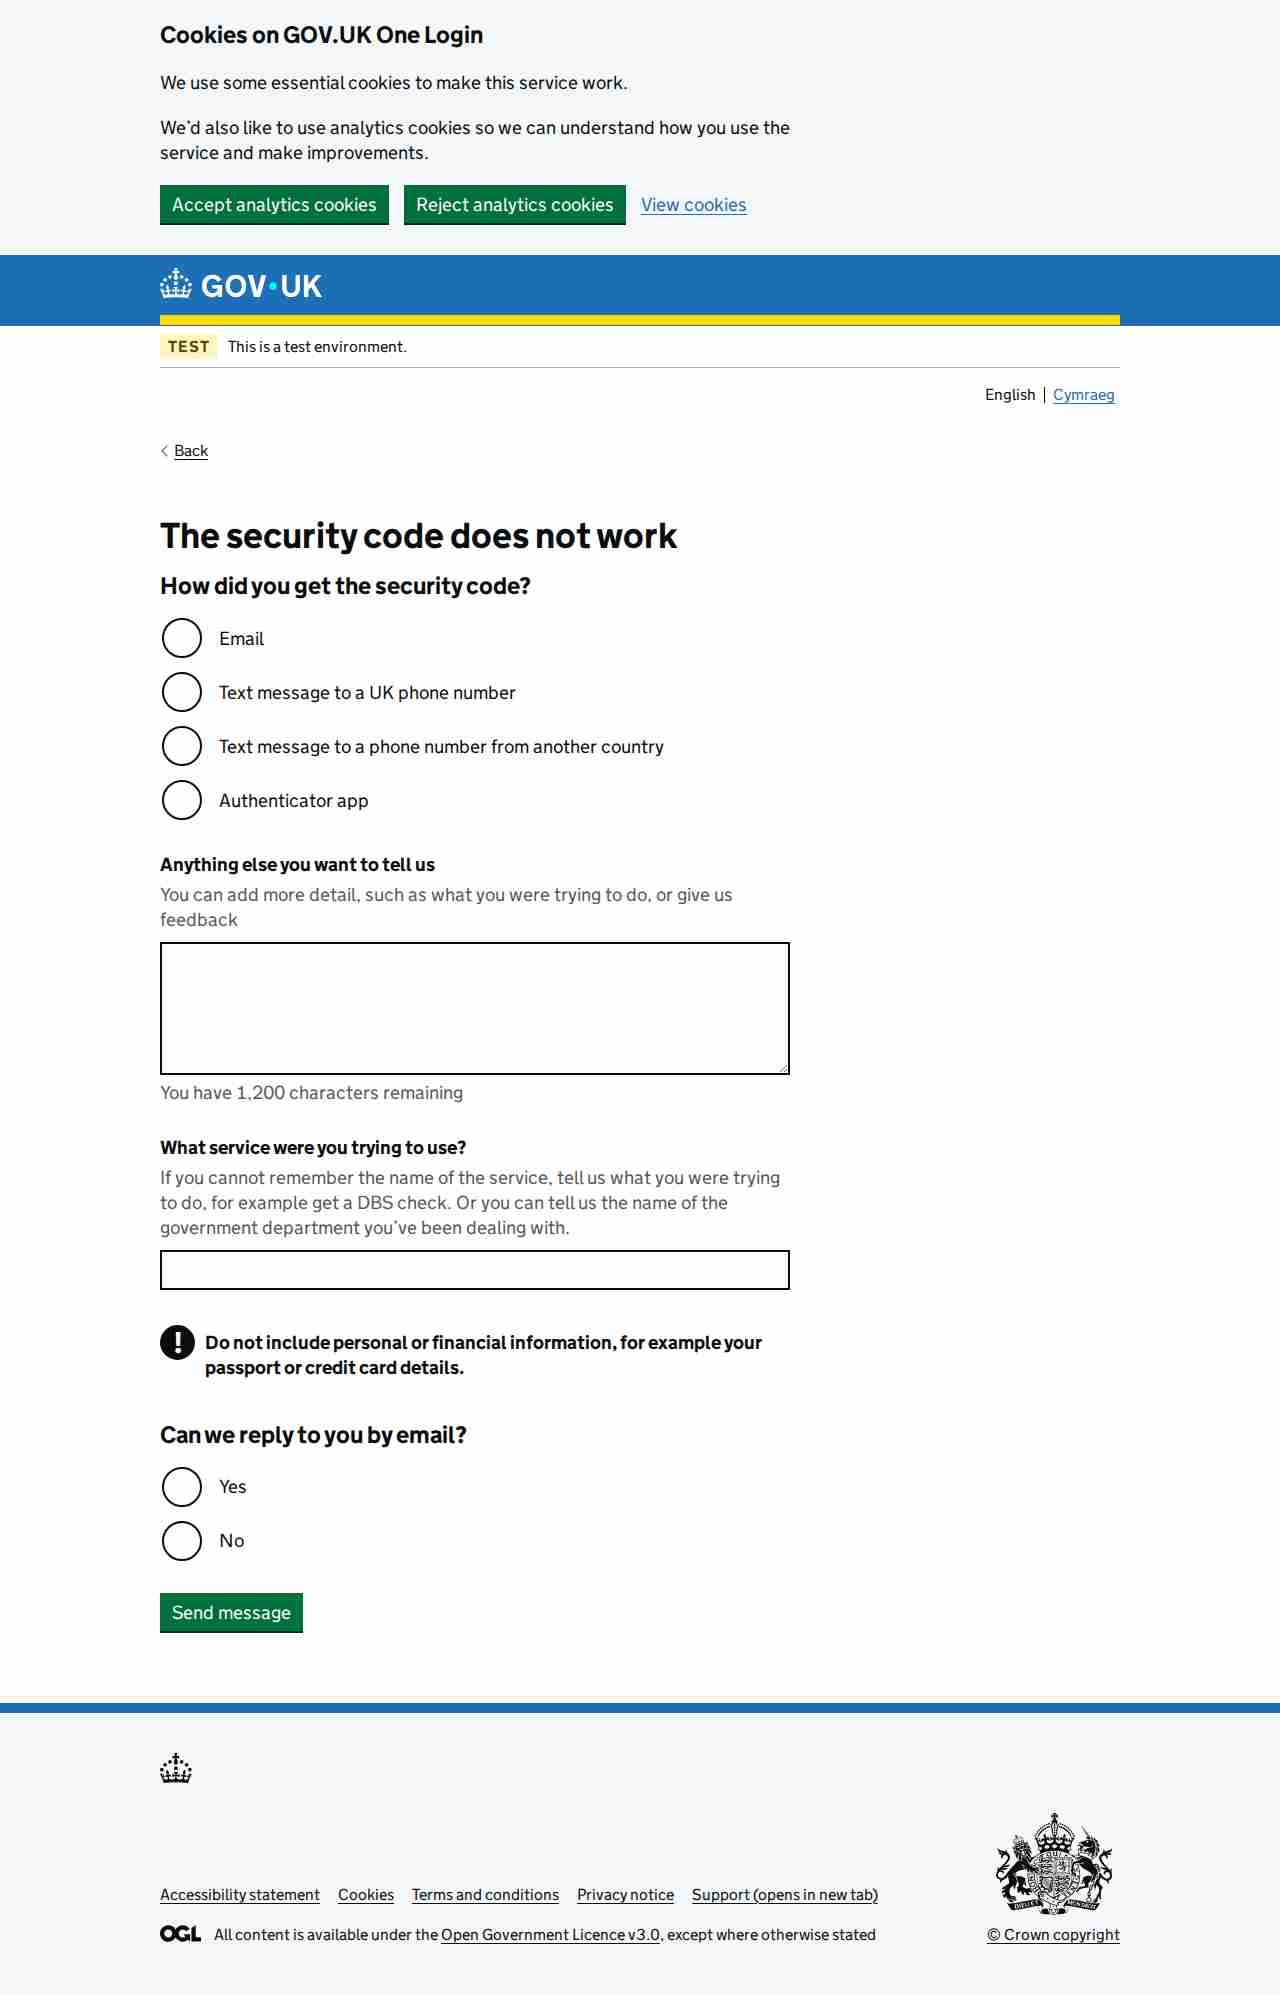 Cookies on GOV.UK One Login
We use some essential cookies to make this service work.
We'd also like to use analytics cookies so we can understand how you use the
service and make improvements.
Accept analytics cookies Reject analytics cookies View cookies
GOV·UK
TEST This is a test environment.
English Cymraeg
Back
The security code does not work
How did you get the security code?
Email
Text message to a UK phone number
Text message to a phone number from another country
Authenticator app
Anything else you want to tell us
You can add more detail, such as what you were trying to do, or give us
feedback
You have 1,200 characters remaining
What service were you trying to use?
If you cannot remember the name of the service, tell us what you were trying
to do, for example get a DBS check. Or you can tell us the name of the
government department you've been dealing with.
! Do not include personal or financial information, for example your
passport or credit card details.
Can we reply to you by email?
Yes
No
Send message
Accessibility statement Cookies Terms and conditions Privacy notice Support (opens in new tab)
OGL All content is available under the Open Government Licence v3.0, except where otherwise stated
© Crown copyright